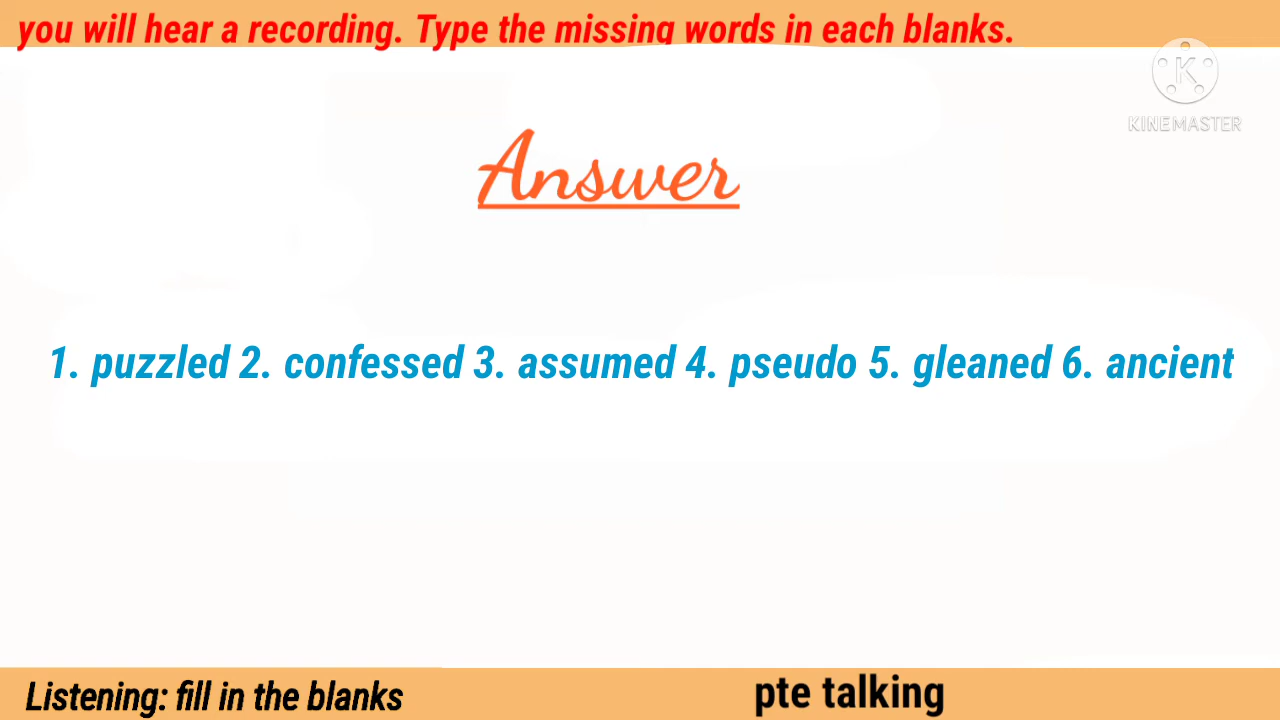 you will hear a recording. Type the missing words in each blanks.
KINEMASTER
Answer
1. puzzled 2. confessed 3. assumed 4. pseudo 5. gleaned 6. ancient
Listening: fill in the blanks
pte talking